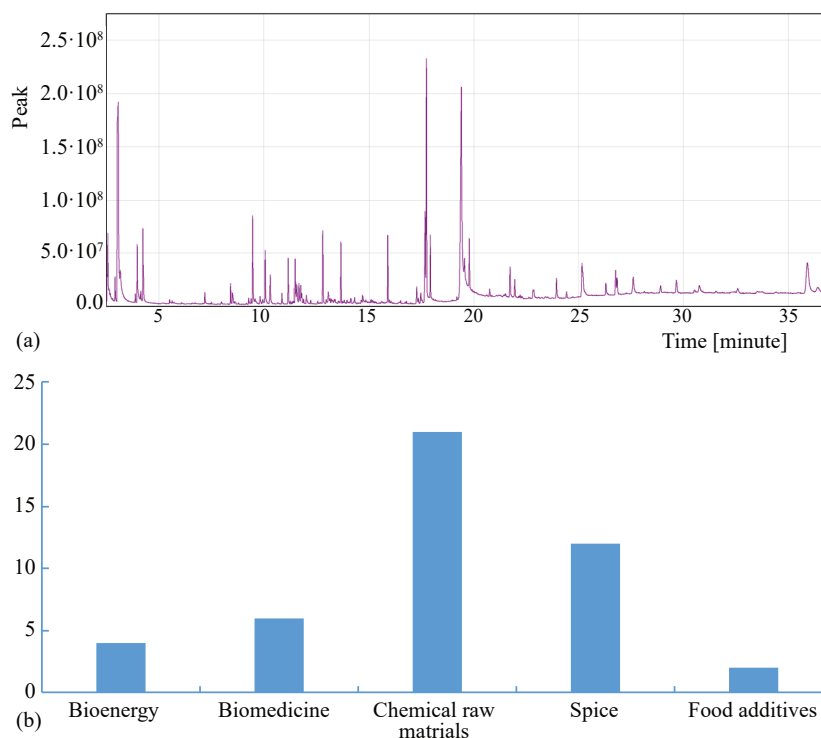 Peak
2.5·10⁸
2.0·10⁸
1.5·10⁸
1.0·10⁸
5.0·10⁷
0.0
5 10 15 20 25 30 35
(a) Time [minute]
25
20
15
10
5
0
(b) Bioenergy Biomedicine Chemical raw Spice Food additives
matrials